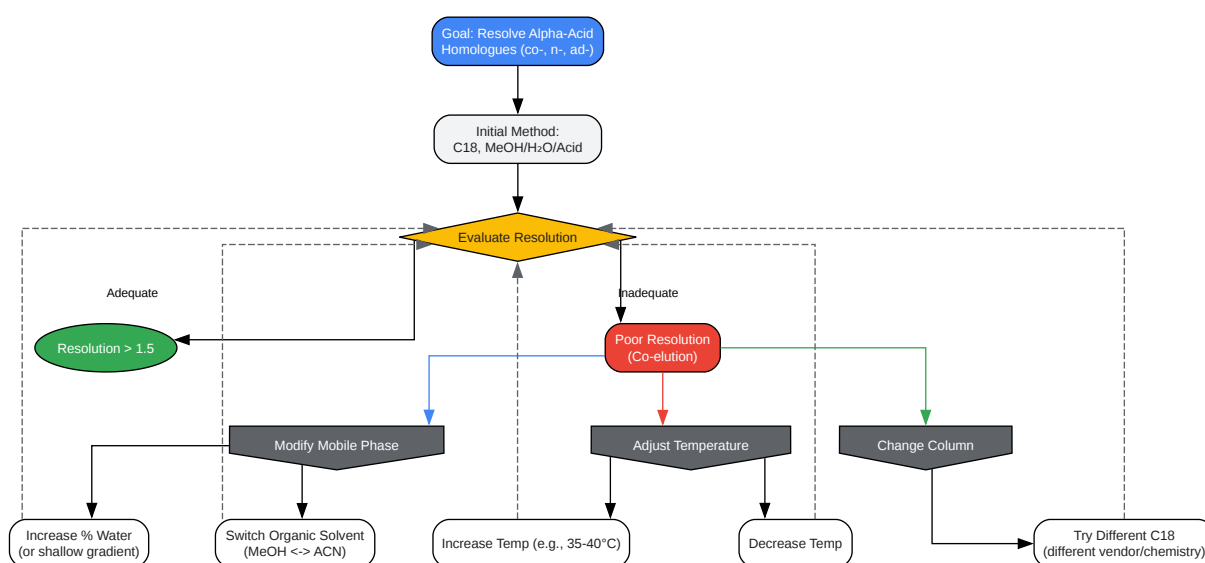 Goal: Resolve Alpha-Acid
Homologues (co-, n-, ad-)
Initial Method:
C18, MeOH/H₂O/Acid
Evaluate Resolution
Adequate
Inadequate
Resolution > 1.5
Poor Resolution
(Co-elution)
Modify Mobile Phase
Adjust Temperature
Change Column
Increase % Water
(or shallow gradient)
Switch Organic Solvent
(MeOH <-> ACN)
Increase Temp (e.g., 35-40°C)
Decrease Temp
Try Different C18
(different vendor/chemistry)